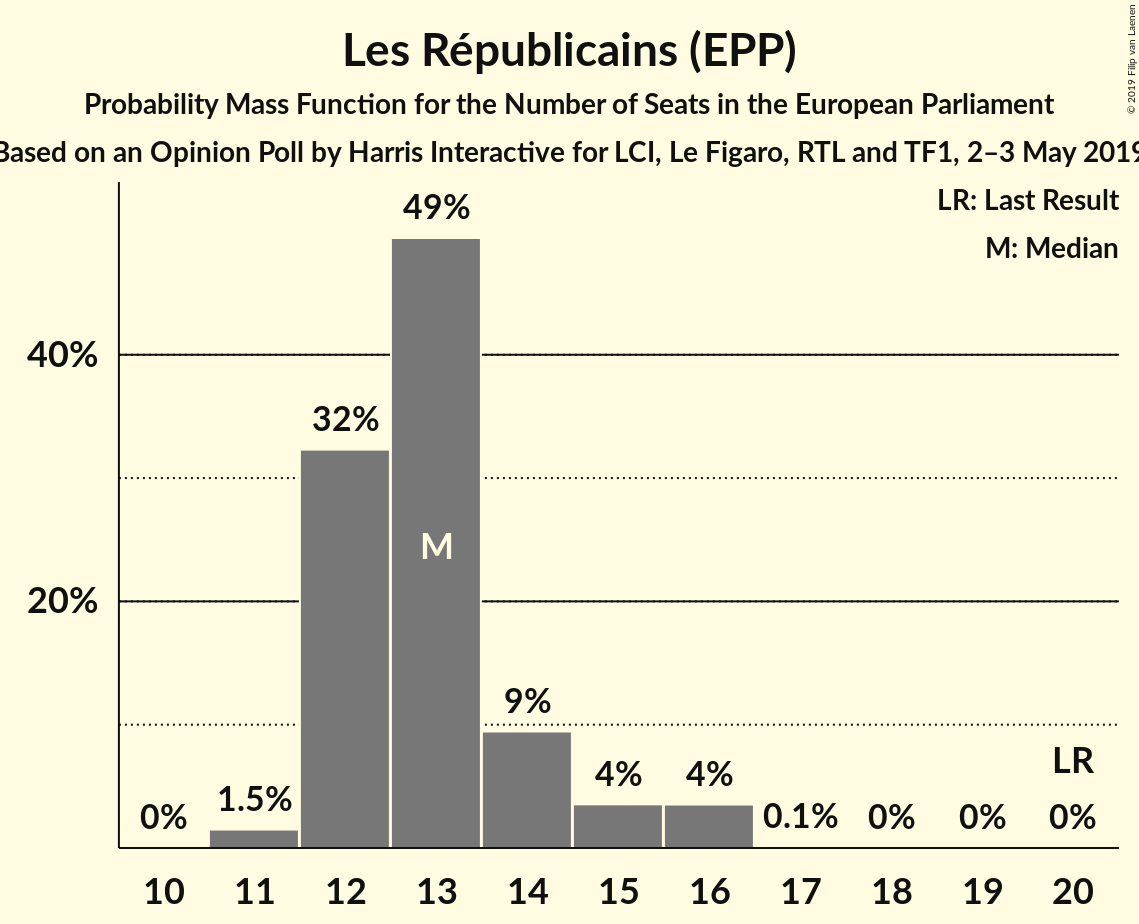 Les Républicains (EPP)
Probability Mass Function for the Number of Seats in the European Parliament
Based on an Opinion Poll by Harris Interactive for LCI, Le Figaro, RTL and TF1, 2–3 May 2019
© 2019 Filip van Laenen
LR: Last Result
M: Median
49%
40%
32%
M
20%
9%
LR
4% 4%
1.5%
0% 0.1% 0% 0% 0%
10 11 12 13 14 15 16 17 18 19 20